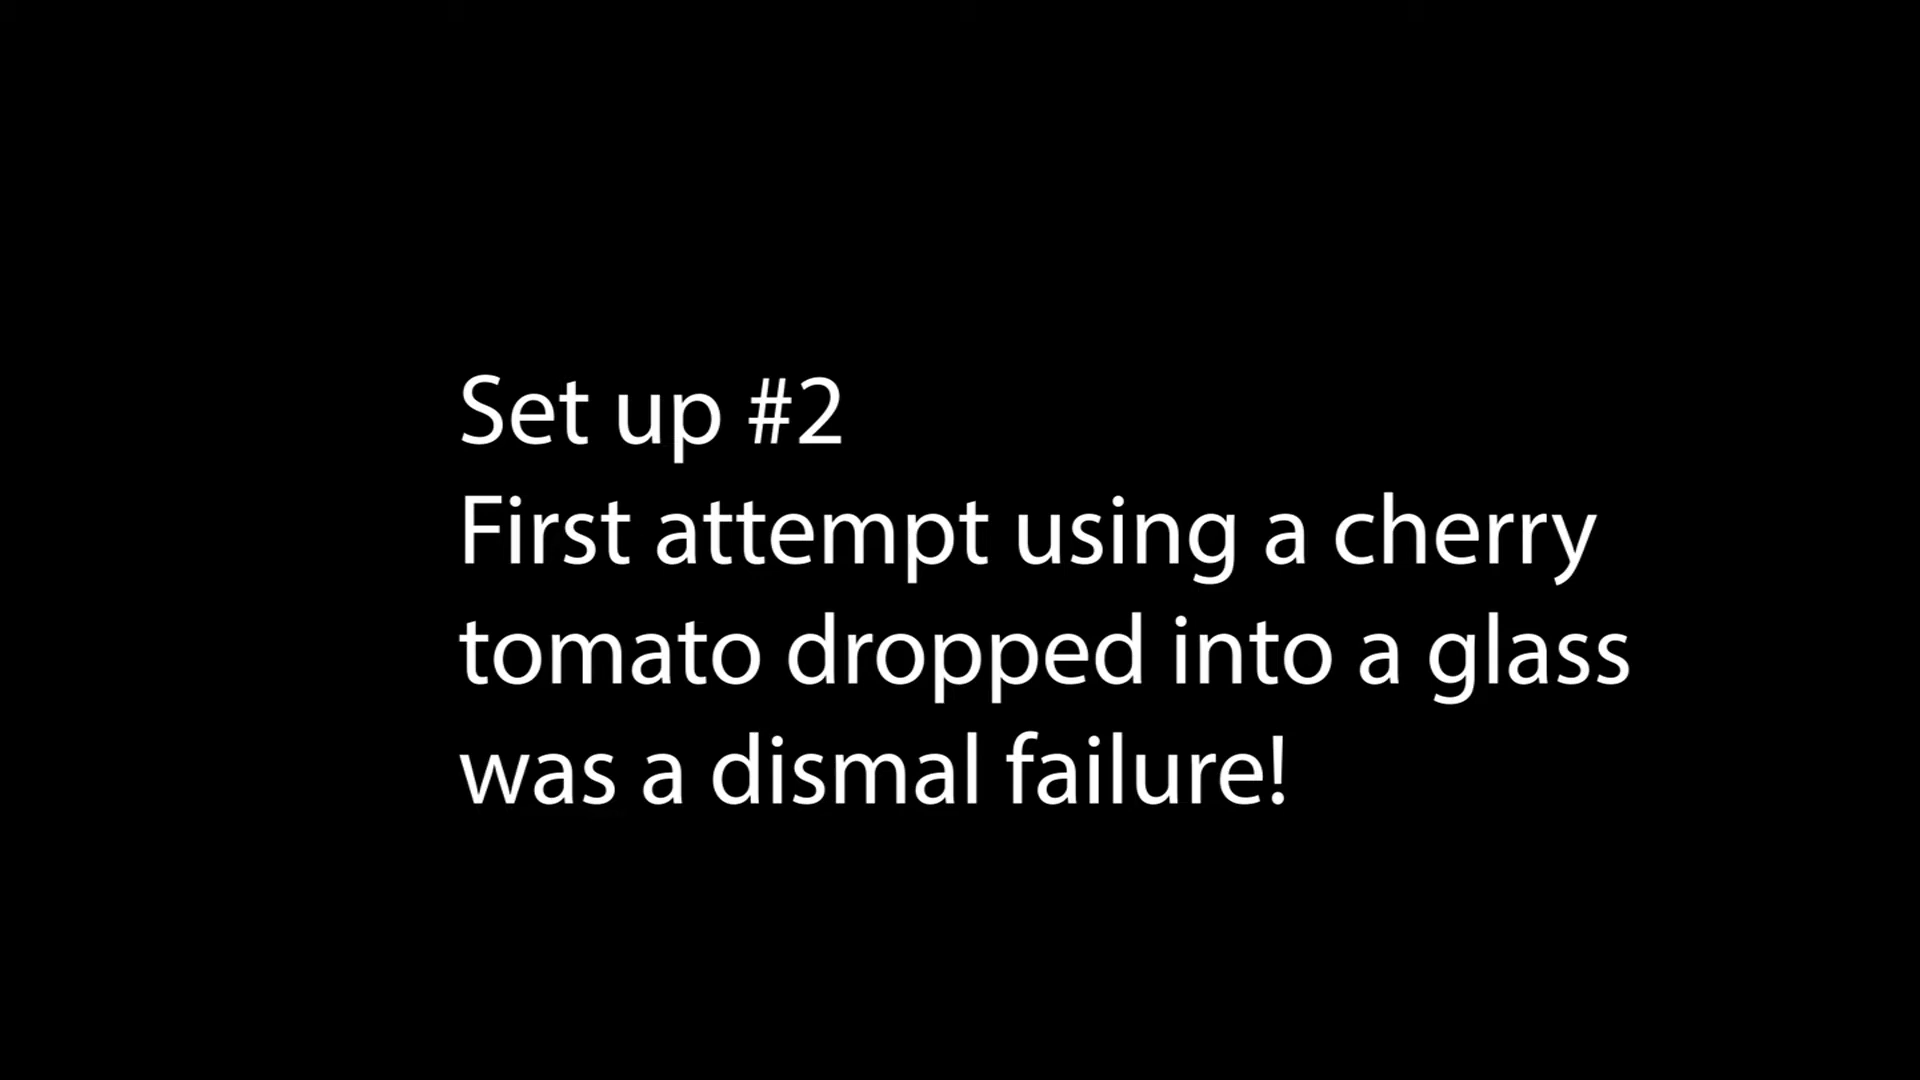 Set up #2
First attempt using a cherry
tomato dropped into a glass
was a dismal failure!